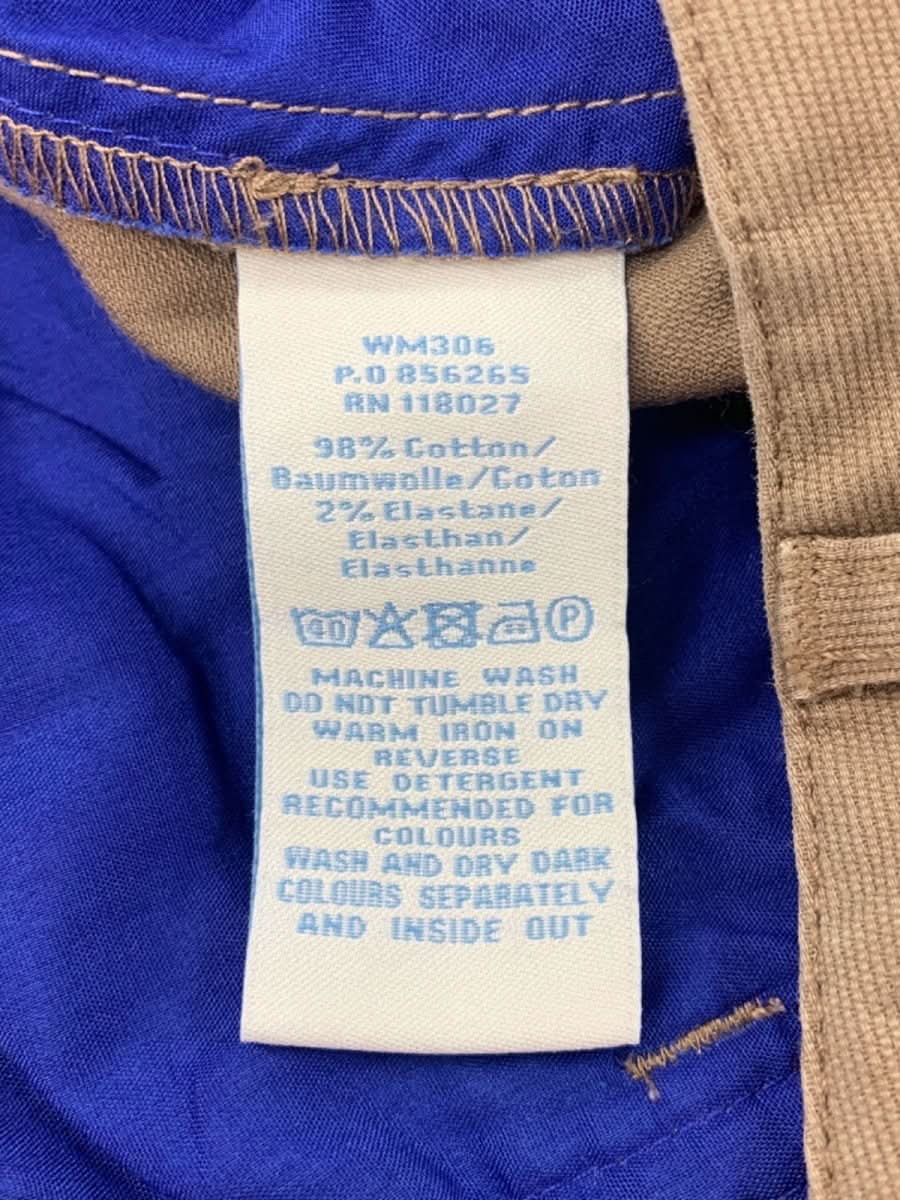 WM306
P.O 856265
RN 118027
98% Cotton/
Baumwolle/Coton
2% Elastane/
Elasthan/
Elasthanne
40 P
MACHINE WASH
DO NOT TUMBLE DRY
WARM IRON ON
REVERSE
USE DETERGENT
RECOMMENDED FOR
COLOURS
WASH AND DRY DARK
COLOURS SEPARATELY
AND INSIDE OUT